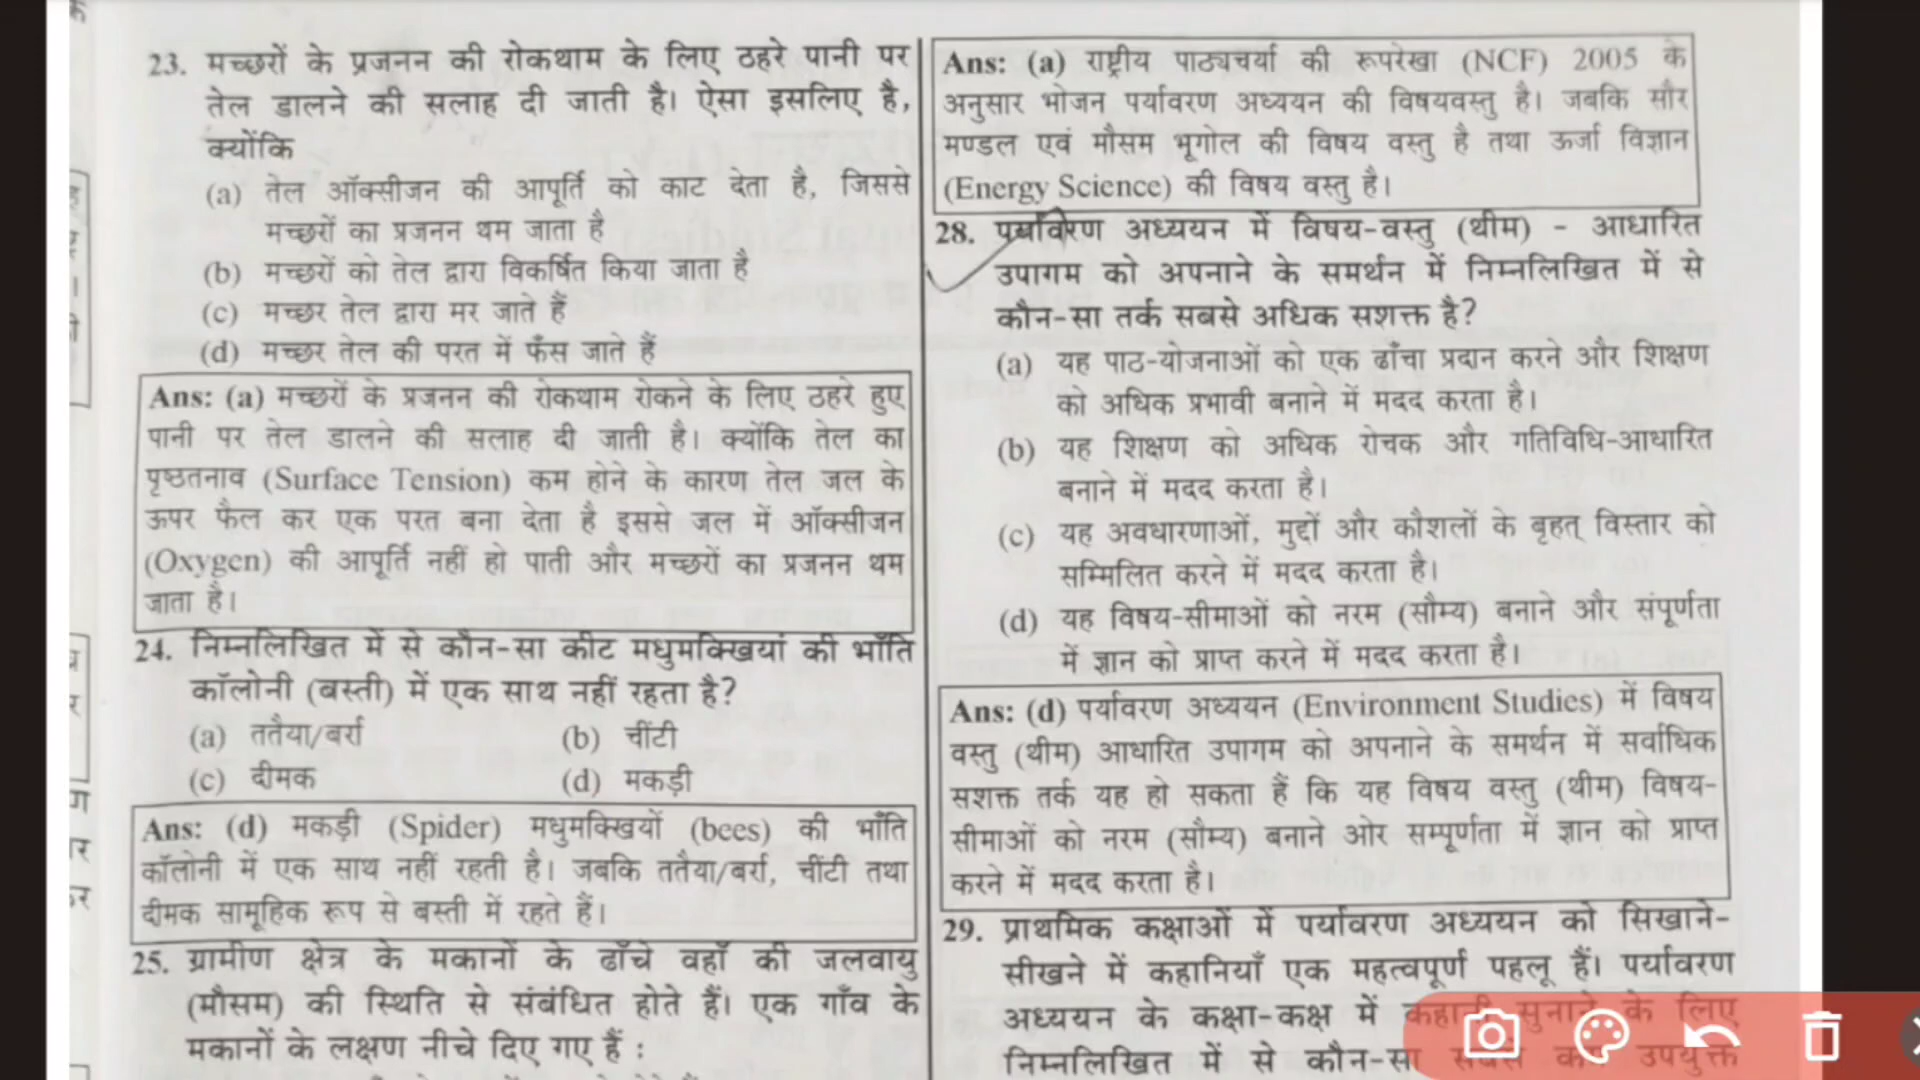 23. मच्छरों के प्रजनन की रोकथाम के लिए ठहरे पानी पर
तेल डालने की सलाह दी जाती है। ऐसा इसलिए है,
क्योंकि
(a) तेल ऑक्सीजन की आपूर्ति को काट देता है, जिससे
मच्छरों का प्रजनन थम जाता है
(b) मच्छरों को तेल द्वारा विकर्षित किया जाता है
(c) मच्छर तेल द्वारा मर जाते हैं
(d) मच्छर तेल की परत में फँस जाते हैं
Ans: (a) मच्छरों के प्रजनन की रोकथाम रोकने के लिए ठहरे हुए
पानी पर तेल डालने की सलाह दी जाती है। क्योंकि तेल का
पृष्ठतनाव (Surface Tension) कम होने के कारण तेल जल के
ऊपर फैल कर एक परत बना देता है इससे जल में ऑक्सीजन
(Oxygen) की आपूर्ति नहीं हो पाती और मच्छरों का प्रजनन थम
जाता है।
24. निम्नलिखित में से कौन-सा कीट मधुमक्खियां की भाँति
कॉलोनी (बस्ती) में एक साथ नहीं रहता है?
(a) ततैया/बर्रा (b) चींटी
(c) दीमक (d) मकड़ी
Ans: (d) मकड़ी (Spider) मधुमक्खियों (bees) की भाँति
कॉलोनी में एक साथ नहीं रहती है। जबकि ततैया/बर्रा, चींटी तथा
दीमक सामूहिक रूप से बस्ती में रहते हैं।
25. ग्रामीण क्षेत्र के मकानों के ढाँचे वहाँ की जलवायु
(मौसम) की स्थिति से संबंधित होते हैं। एक गाँव के
मकानों के लक्षण नीचे दिए गए हैं :
Ans: (a) राष्ट्रीय पाठ्यचर्या की रूपरेखा (NCF) 2005 के
अनुसार भोजन पर्यावरण अध्ययन की विषयवस्तु है। जबकि सौर
मण्डल एवं मौसम भूगोल की विषय वस्तु है तथा ऊर्जा विज्ञान
(Energy Science) की विषय वस्तु है।
28. पर्यावरण अध्ययन में विषय-वस्तु (थीम) - आधारित
उपागम को अपनाने के समर्थन में निम्नलिखित में से
कौन-सा तर्क सबसे अधिक सशक्त है?
(a) यह पाठ-योजनाओं को एक ढाँचा प्रदान करने और शिक्षण
को अधिक प्रभावी बनाने में मदद करता है।
(b) यह शिक्षण को अधिक रोचक और गतिविधि-आधारित
बनाने में मदद करता है।
(c) यह अवधारणाओं, मुद्दों और कौशलों के बृहत् विस्तार को
सम्मिलित करने में मदद करता है।
(d) यह विषय-सीमाओं को नरम (सौम्य) बनाने और संपूर्णता
में ज्ञान को प्राप्त करने में मदद करता है।
Ans: (d) पर्यावरण अध्ययन (Environment Studies) में विषय
वस्तु (थीम) आधारित उपागम को अपनाने के समर्थन में सर्वाधिक
सशक्त तर्क यह हो सकता हैं कि यह विषय वस्तु (थीम) विषय-
सीमाओं को नरम (सौम्य) बनाने ओर सम्पूर्णता में ज्ञान को प्राप्त
करने में मदद करता है।
29. प्राथमिक कक्षाओं में पर्यावरण अध्ययन को सिखाने-
सीखने में कहानियाँ एक महत्वपूर्ण पहलू हैं। पर्यावरण
अध्ययन के कक्षा-कक्ष में कहानी सुनाने के लिए
निम्नलिखित में से कौन-सा सबसे कम उपयुक्त